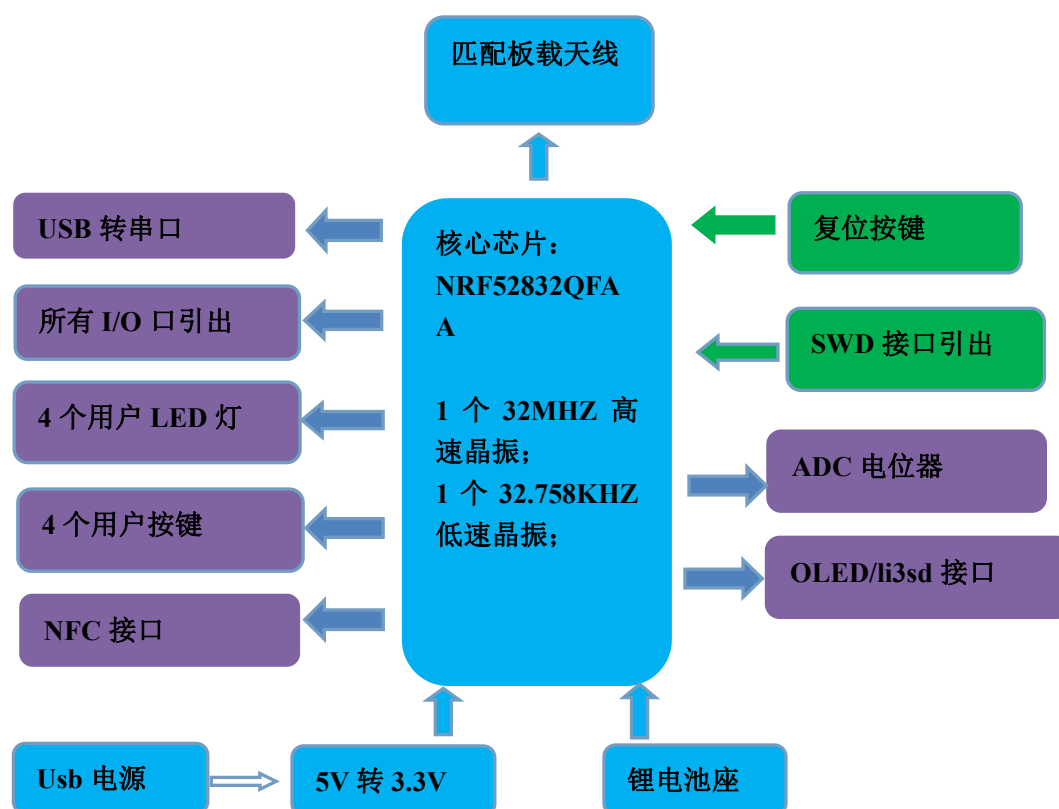 匹配板载天线
USB 转串口
所有 I/O 口引出
4 个用户 LED 灯
4 个用户按键
NFC 接口
核心芯片：
NRF52832QFA
A
1 个 32MHZ 高
速晶振；
1 个 32.758KHZ
低速晶振；
复位按键
SWD 接口引出
ADC 电位器
OLED/li3sd 接口
Usb 电源
5V 转 3.3V
锂电池座